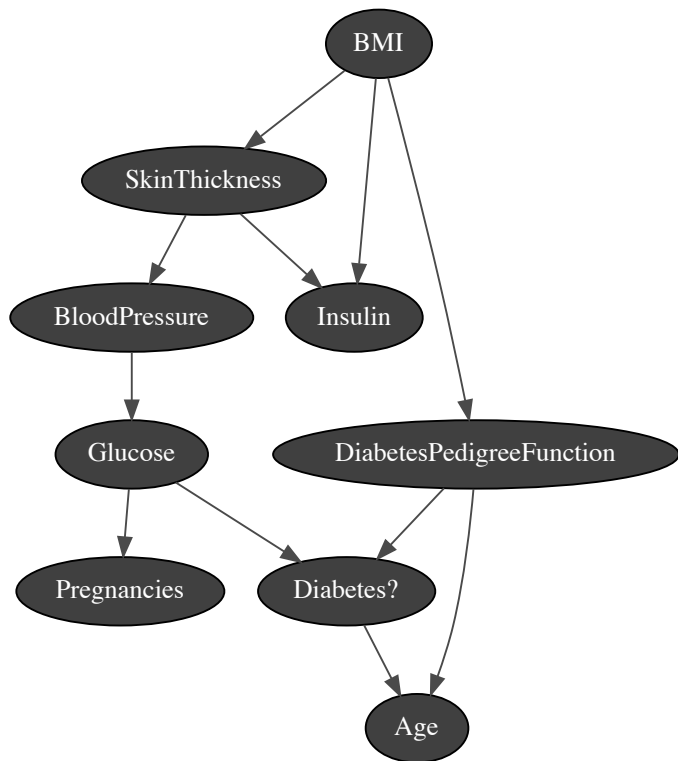 BMI
SkinThickness
BloodPressure
Insulin
Glucose
DiabetesPedigreeFunction
Pregnancies
Diabetes?
Age